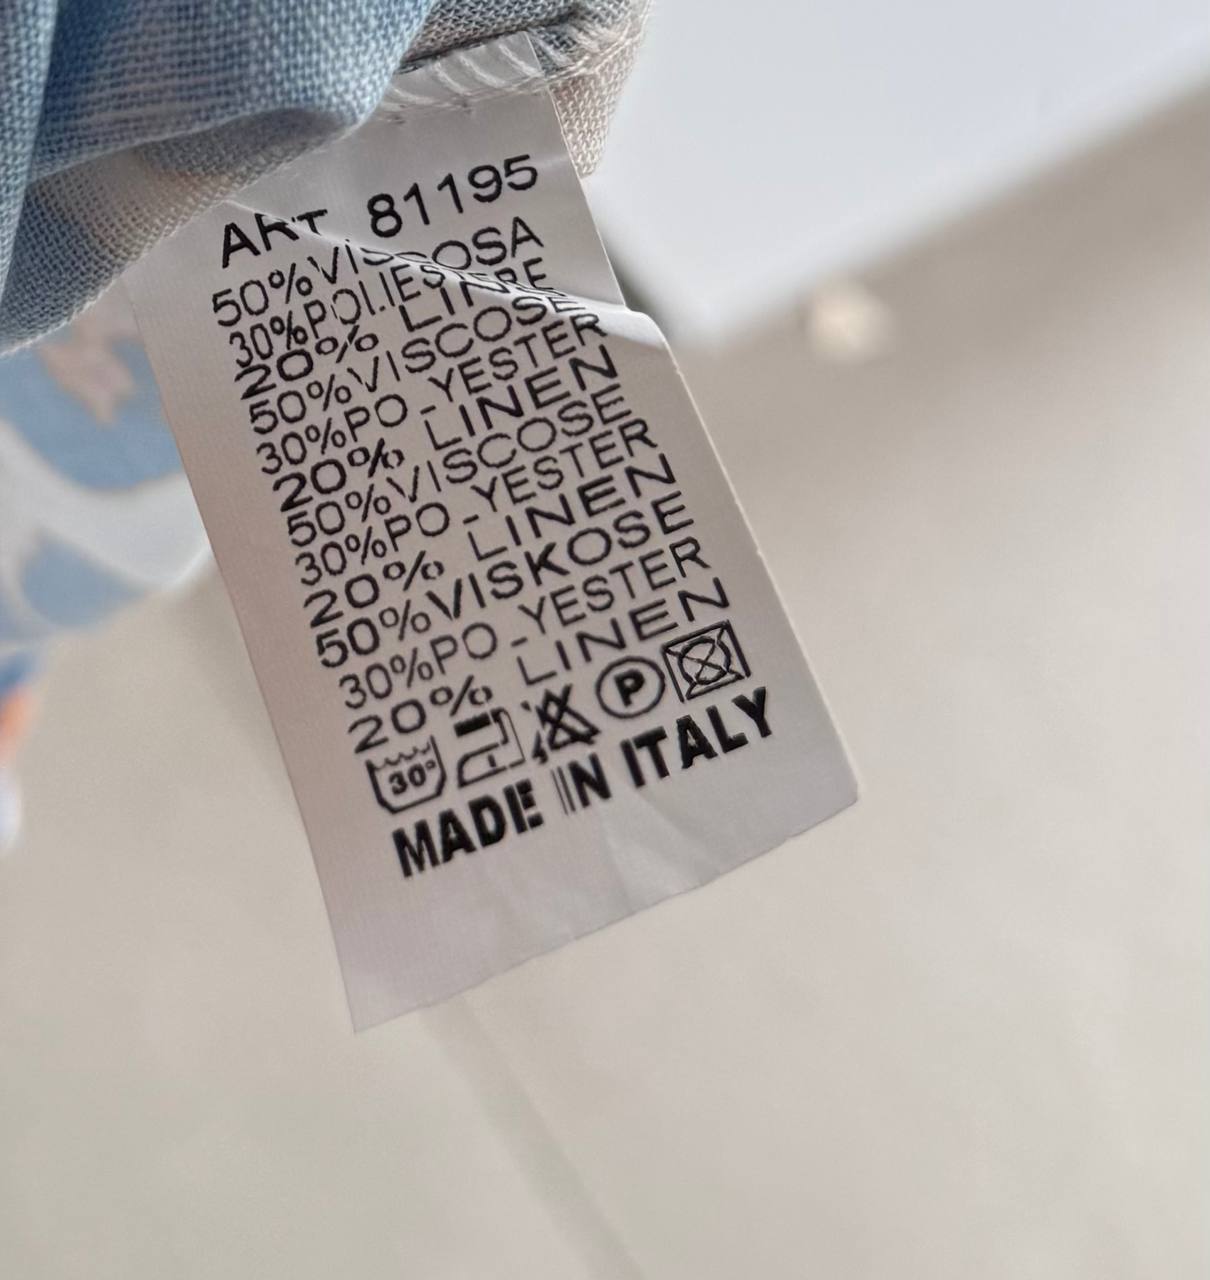 ART 81195
50%VISCOSA
30%POLIESTERE
20% LINO
50%VISCOSE
30%PO-YESTER
20% LINEN
50%VISCOSE
30%PO-YESTER
20% LINEN
50%VISKOSE
30%PO-YESTER
20% LINEN
30° P
MADE IN ITALY